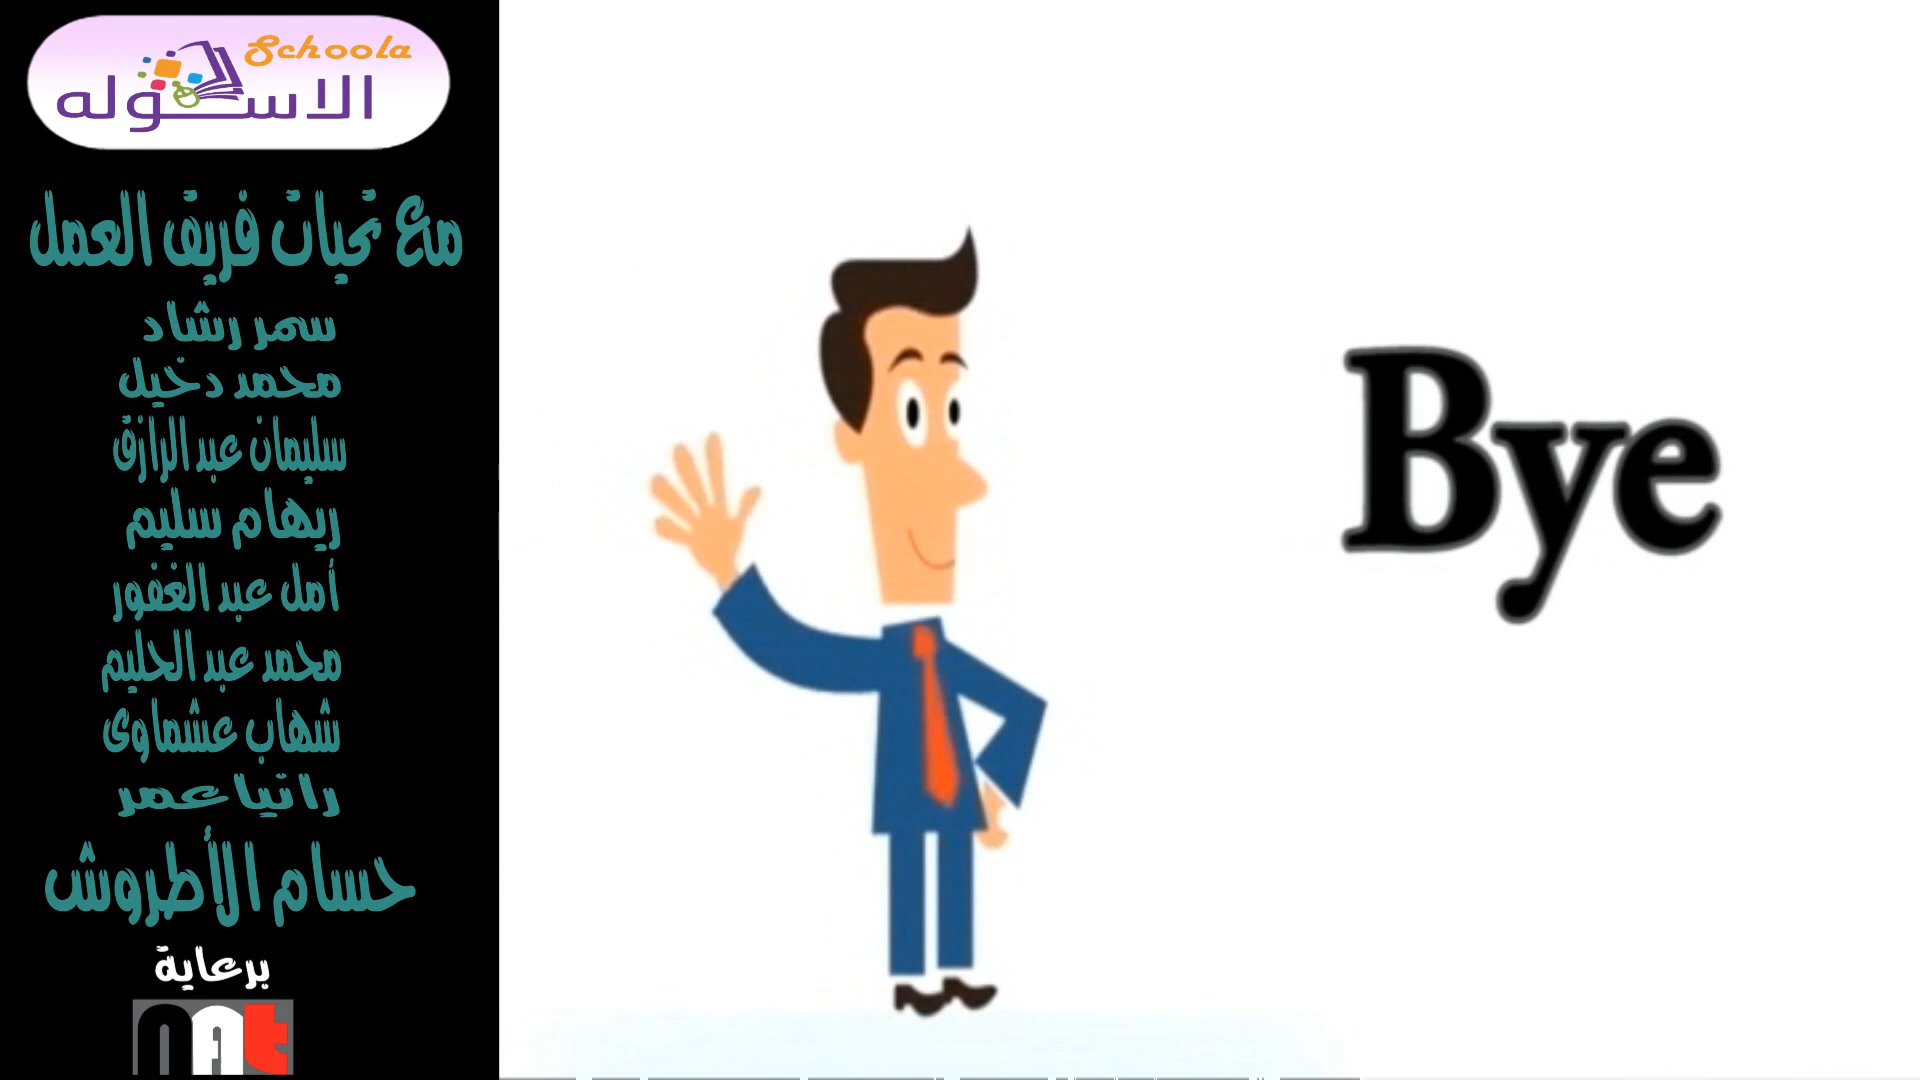 Schoola
الاسكوله
مع تحيات فريق العمل
سمر رشاد
محمد دخيل
سليمان عبد الرازق
ريهام سليم
أمل عبد الغفور
محمد عبد الحليم
شهاب عشماوى
رانيا عمر
حسام الأطروش
برعاية
nAt
Bye